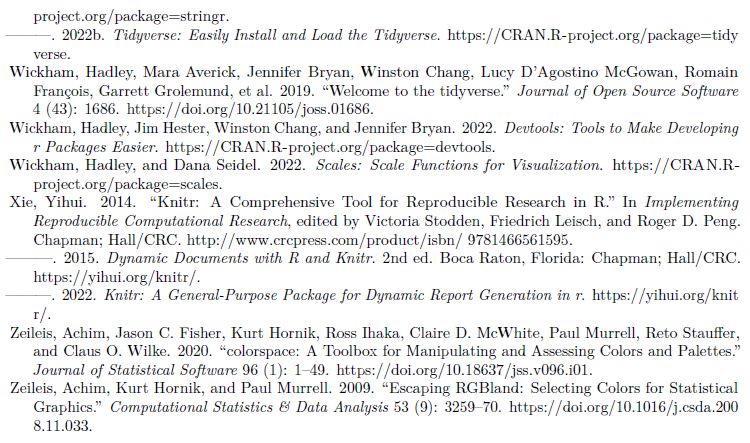 project.org/package=stringr.
———. 2022b. Tidyverse: Easily Install and Load the Tidyverse. https://CRAN.R-project.org/package=tidy
verse.
Wickham, Hadley, Mara Averick, Jennifer Bryan, Winston Chang, Lucy D'Agostino McGowan, Romain
François, Garrett Grolemund, et al. 2019. “Welcome to the tidyverse.” Journal of Open Source Software
4 (43): 1686. https://doi.org/10.21105/joss.01686.
Wickham, Hadley, Jim Hester, Winston Chang, and Jennifer Bryan. 2022. Devtools: Tools to Make Developing
r Packages Easier. https://CRAN.R-project.org/package=devtools.
Wickham, Hadley, and Dana Seidel. 2022. Scales: Scale Functions for Visualization. https://CRAN.R-
project.org/package=scales.
Xie, Yihui. 2014. “Knitr: A Comprehensive Tool for Reproducible Research in R.” In Implementing
Reproducible Computational Research, edited by Victoria Stodden, Friedrich Leisch, and Roger D. Peng.
Chapman; Hall/CRC. http://www.crcpress.com/product/isbn/ 9781466561595.
———. 2015. Dynamic Documents with R and Knitr. 2nd ed. Boca Raton, Florida: Chapman; Hall/CRC.
https://yihui.org/knitr/.
———. 2022. Knitr: A General-Purpose Package for Dynamic Report Generation in r. https://yihui.org/knit
r/.
Zeileis, Achim, Jason C. Fisher, Kurt Hornik, Ross Ihaka, Claire D. McWhite, Paul Murrell, Reto Stauffer,
and Claus O. Wilke. 2020. “colorspace: A Toolbox for Manipulating and Assessing Colors and Palettes.”
Journal of Statistical Software 96 (1): 1–49. https://doi.org/10.18637/jss.v096.i01.
Zeileis, Achim, Kurt Hornik, and Paul Murrell. 2009. “Escaping RGBland: Selecting Colors for Statistical
Graphics.” Computational Statistics & Data Analysis 53 (9): 3259–70. https://doi.org/10.1016/j.csda.200
8.11.033.